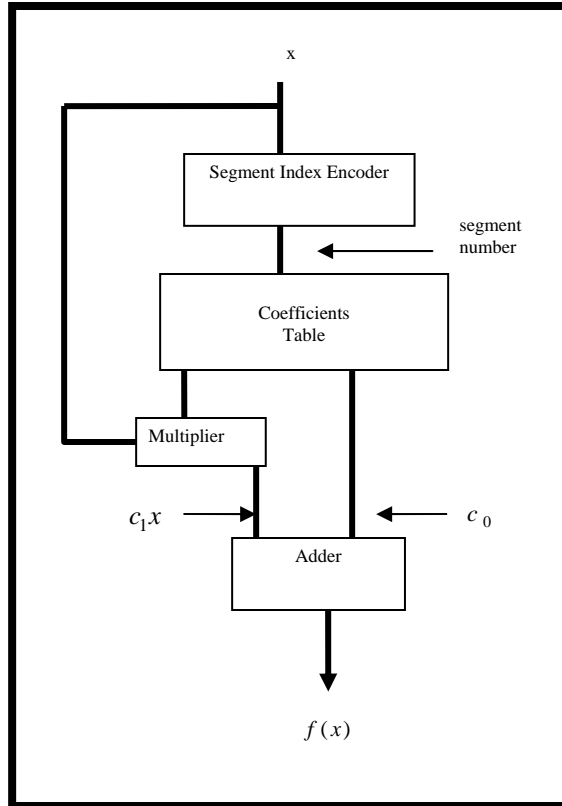 x
Segment Index Encoder
segment
number
Coefficients
Table
Multiplier
c₁x
c₀
Adder
f(x)